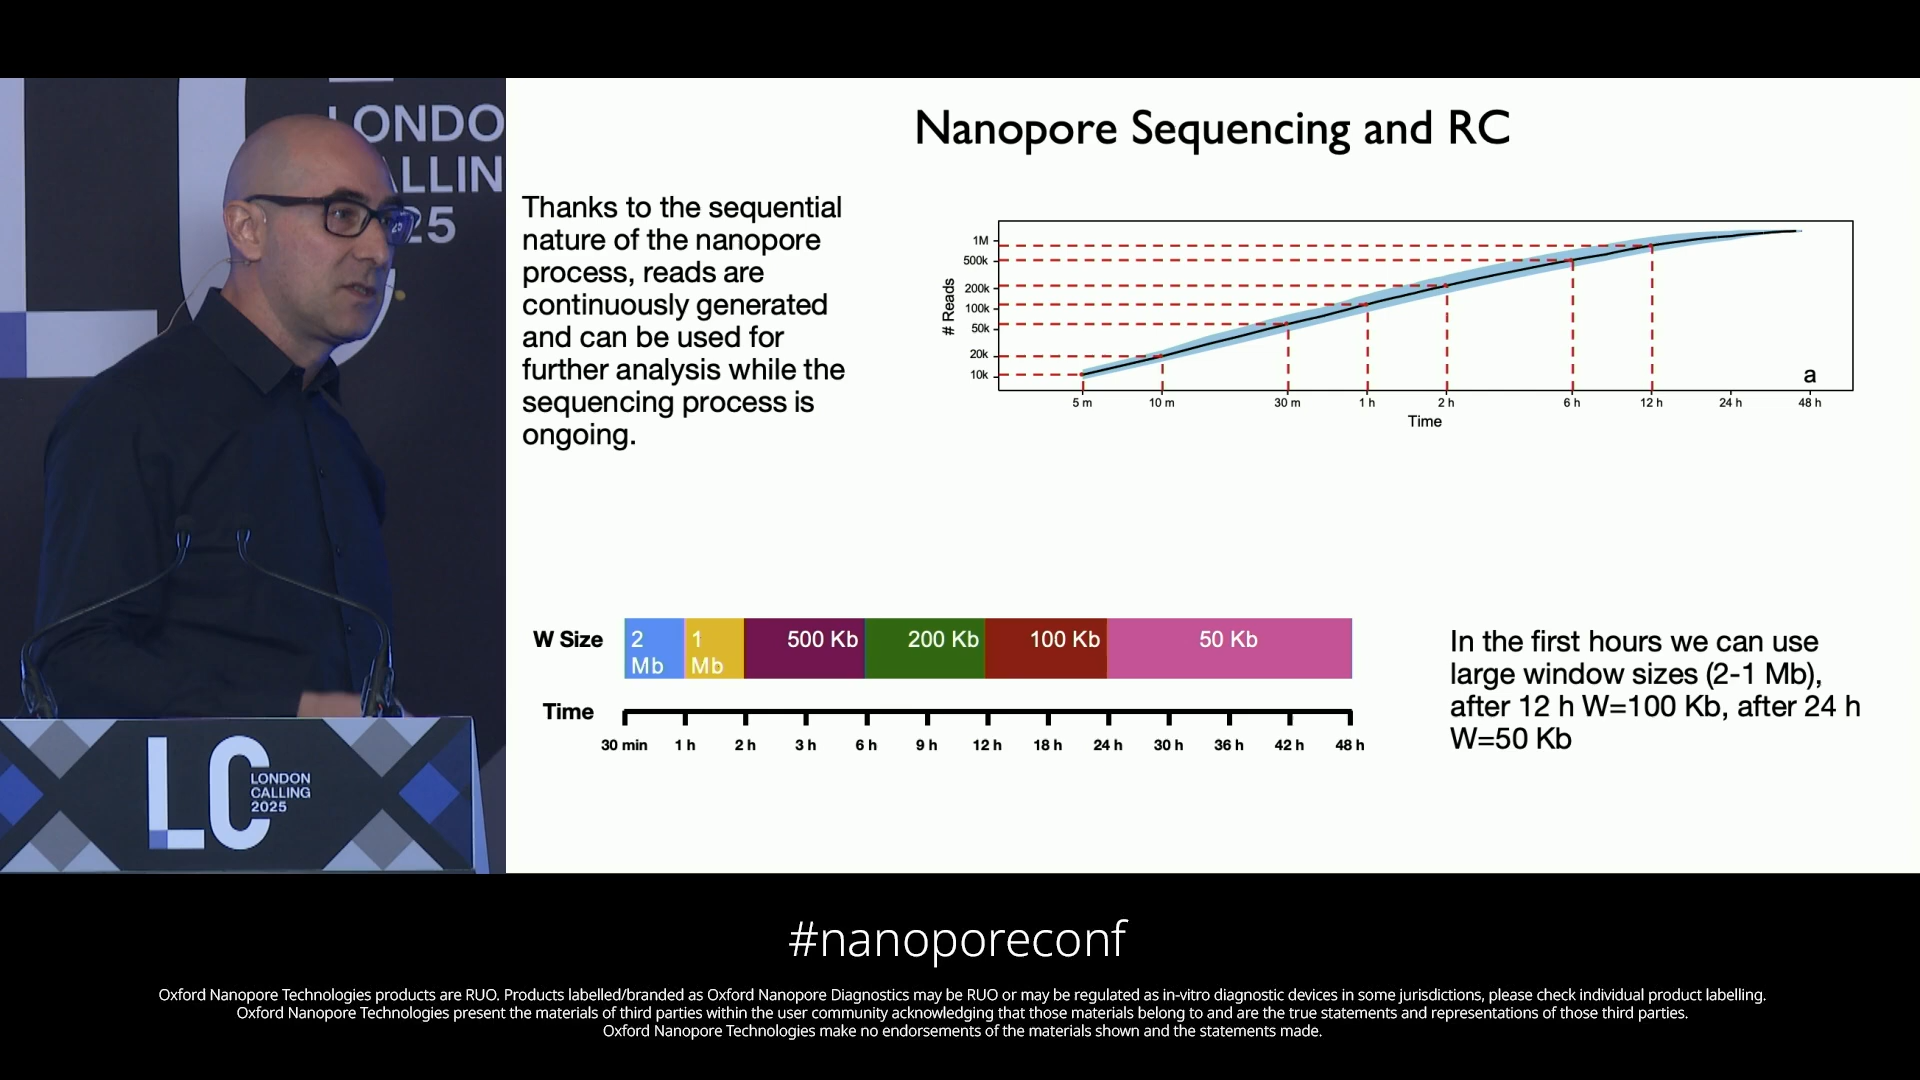 LONDO
ALLIN
25
LC
LONDON
CALLING
2025
Nanopore Sequencing and RC
Thanks to the sequential
nature of the nanopore
process, reads are
continuously generated
and can be used for
further analysis while the
sequencing process is
ongoing.
# Reads
1M
500k
200k
100k
50k
20k
10k
a
5 m 10 m 30 m 1 h 2 h 6 h 12 h 24 h 48 h
Time
W Size 2 Mb 1 Mb 500 Kb 200 Kb 100 Kb 50 Kb
Time
30 min 1 h 2 h 3 h 6 h 9 h 12 h 18 h 24 h 30 h 36 h 42 h 48 h
In the first hours we can use
large window sizes (2-1 Mb),
after 12 h W=100 Kb, after 24 h
W=50 Kb
#nanoporeconf
Oxford Nanopore Technologies products are RUO. Products labelled/branded as Oxford Nanopore Diagnostics may be RUO or may be regulated as in-vitro diagnostic devices in some jurisdictions, please check individual product labelling.
Oxford Nanopore Technologies present the materials of third parties within the user community acknowledging that those materials belong to and are the true statements and representations of those third parties.
Oxford Nanopore Technologies make no endorsements of the materials shown and the statements made.